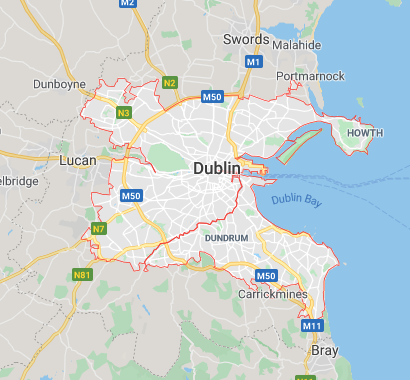 M2
Swords
Malahide
M1
Portmarnock
N2
Dunboyne
M50
N3
HOWTH
Lucan
Dublin
elbridge
M50
Dublin Bay
N7
DUNDRUM
N81
M50
Carrickmines
M11
Bray